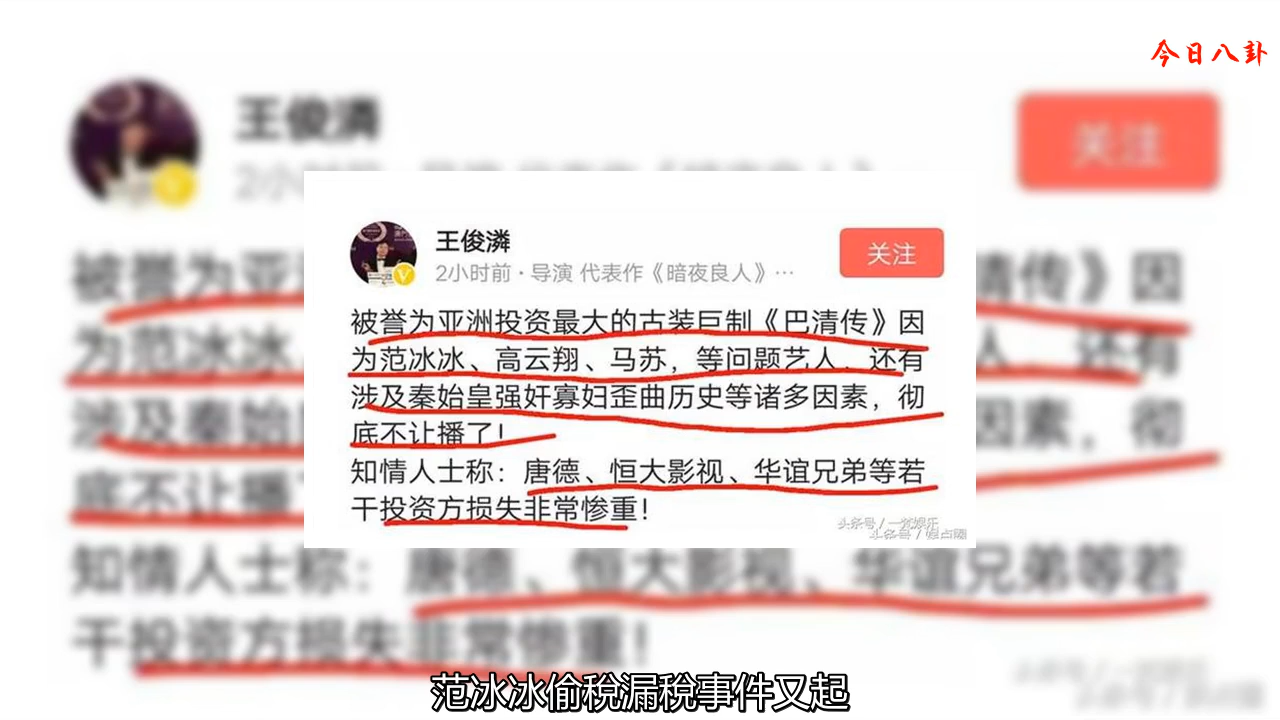 今日八卦
王俊潾
关注
2小时前·导演 代表作《暗夜良人》…
被誉为亚洲投资最大的古装巨制《巴清传》因
为范冰冰、高云翔、马苏，等问题艺人，还有
涉及秦始皇强奸寡妇歪曲历史等诸多因素，彻
底不让播了！
知情人士称：唐德、恒大影视、华谊兄弟等若
干投资方损失非常惨重！
范冰冰偷税漏税事件又起